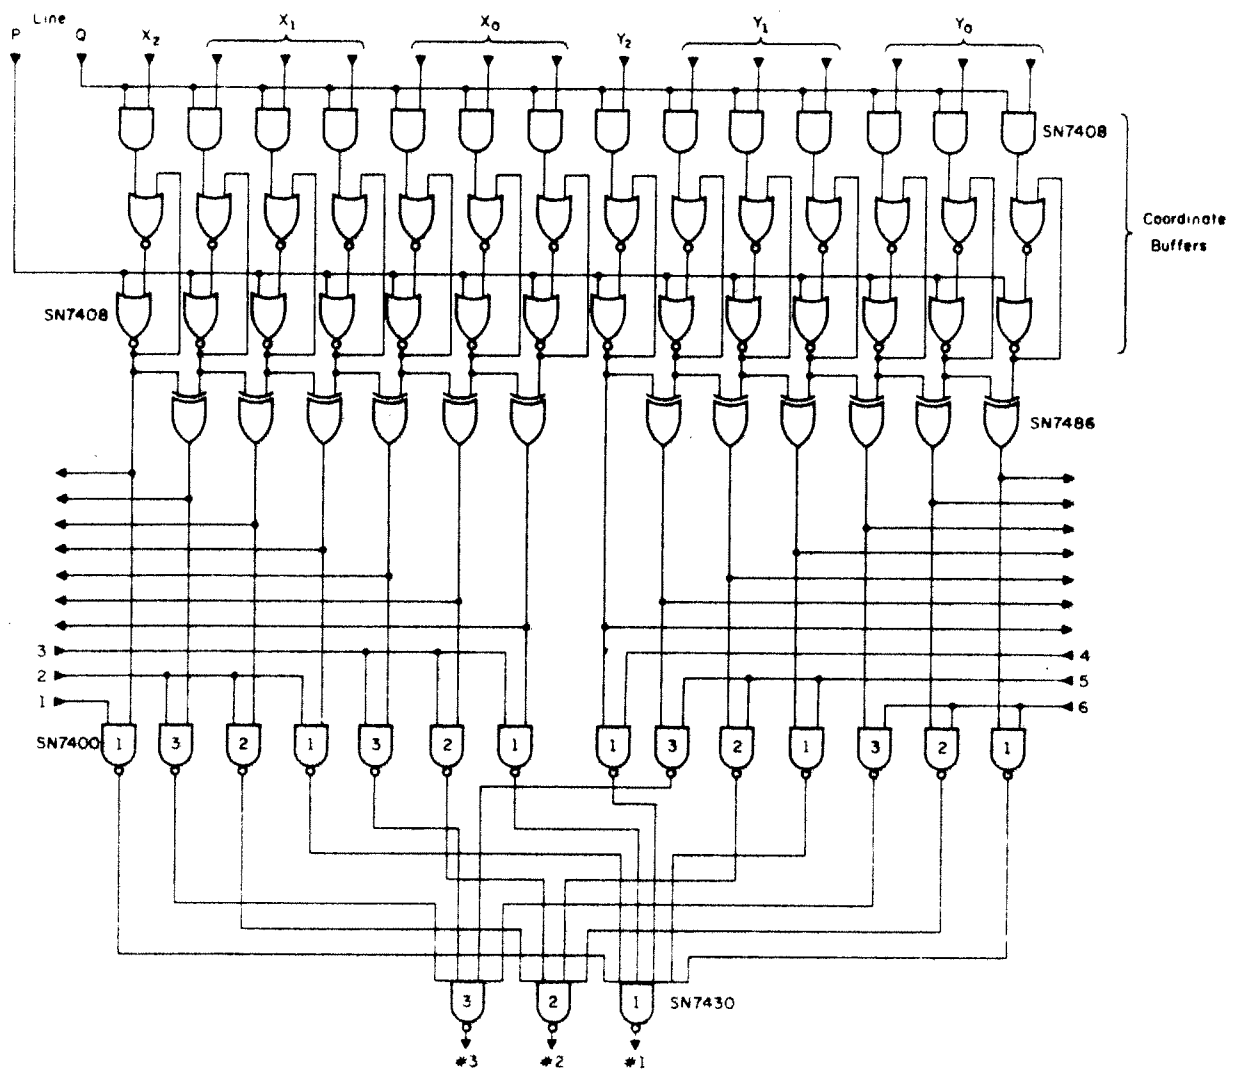 Line
P Q X2 X1 X0 Y2 Y1 Y0
SN7408
Coordinate
Buffers
SN7408
SN7486
3 4
2 5
1 6
SN7400 1 3 2 1 3 2 1 1 3 2 1 3 2 1
3 2 1 SN7430
#3 #2 #1